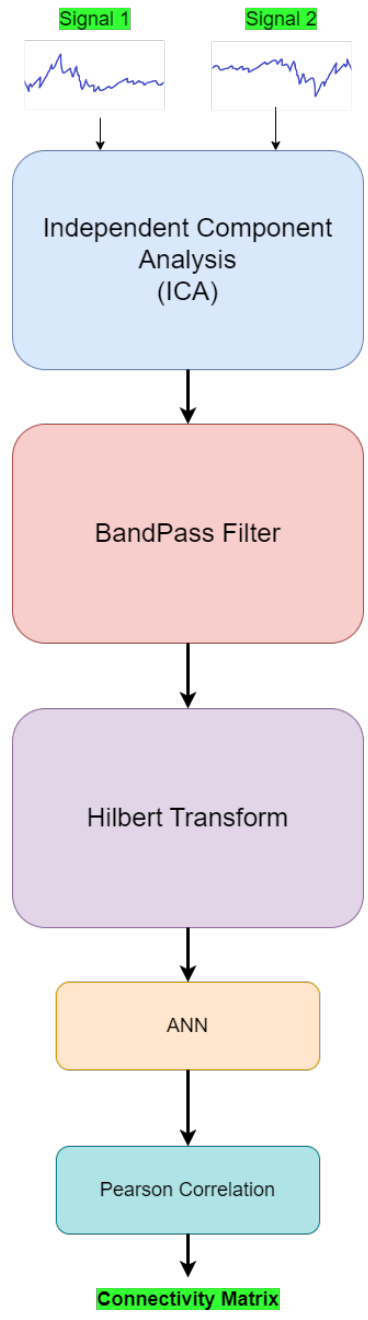 Signal 1
Signal 2
Independent Component
Analysis
(ICA)
BandPass Filter
Hilbert Transform
ANN
Pearson Correlation
Connectivity Matrix